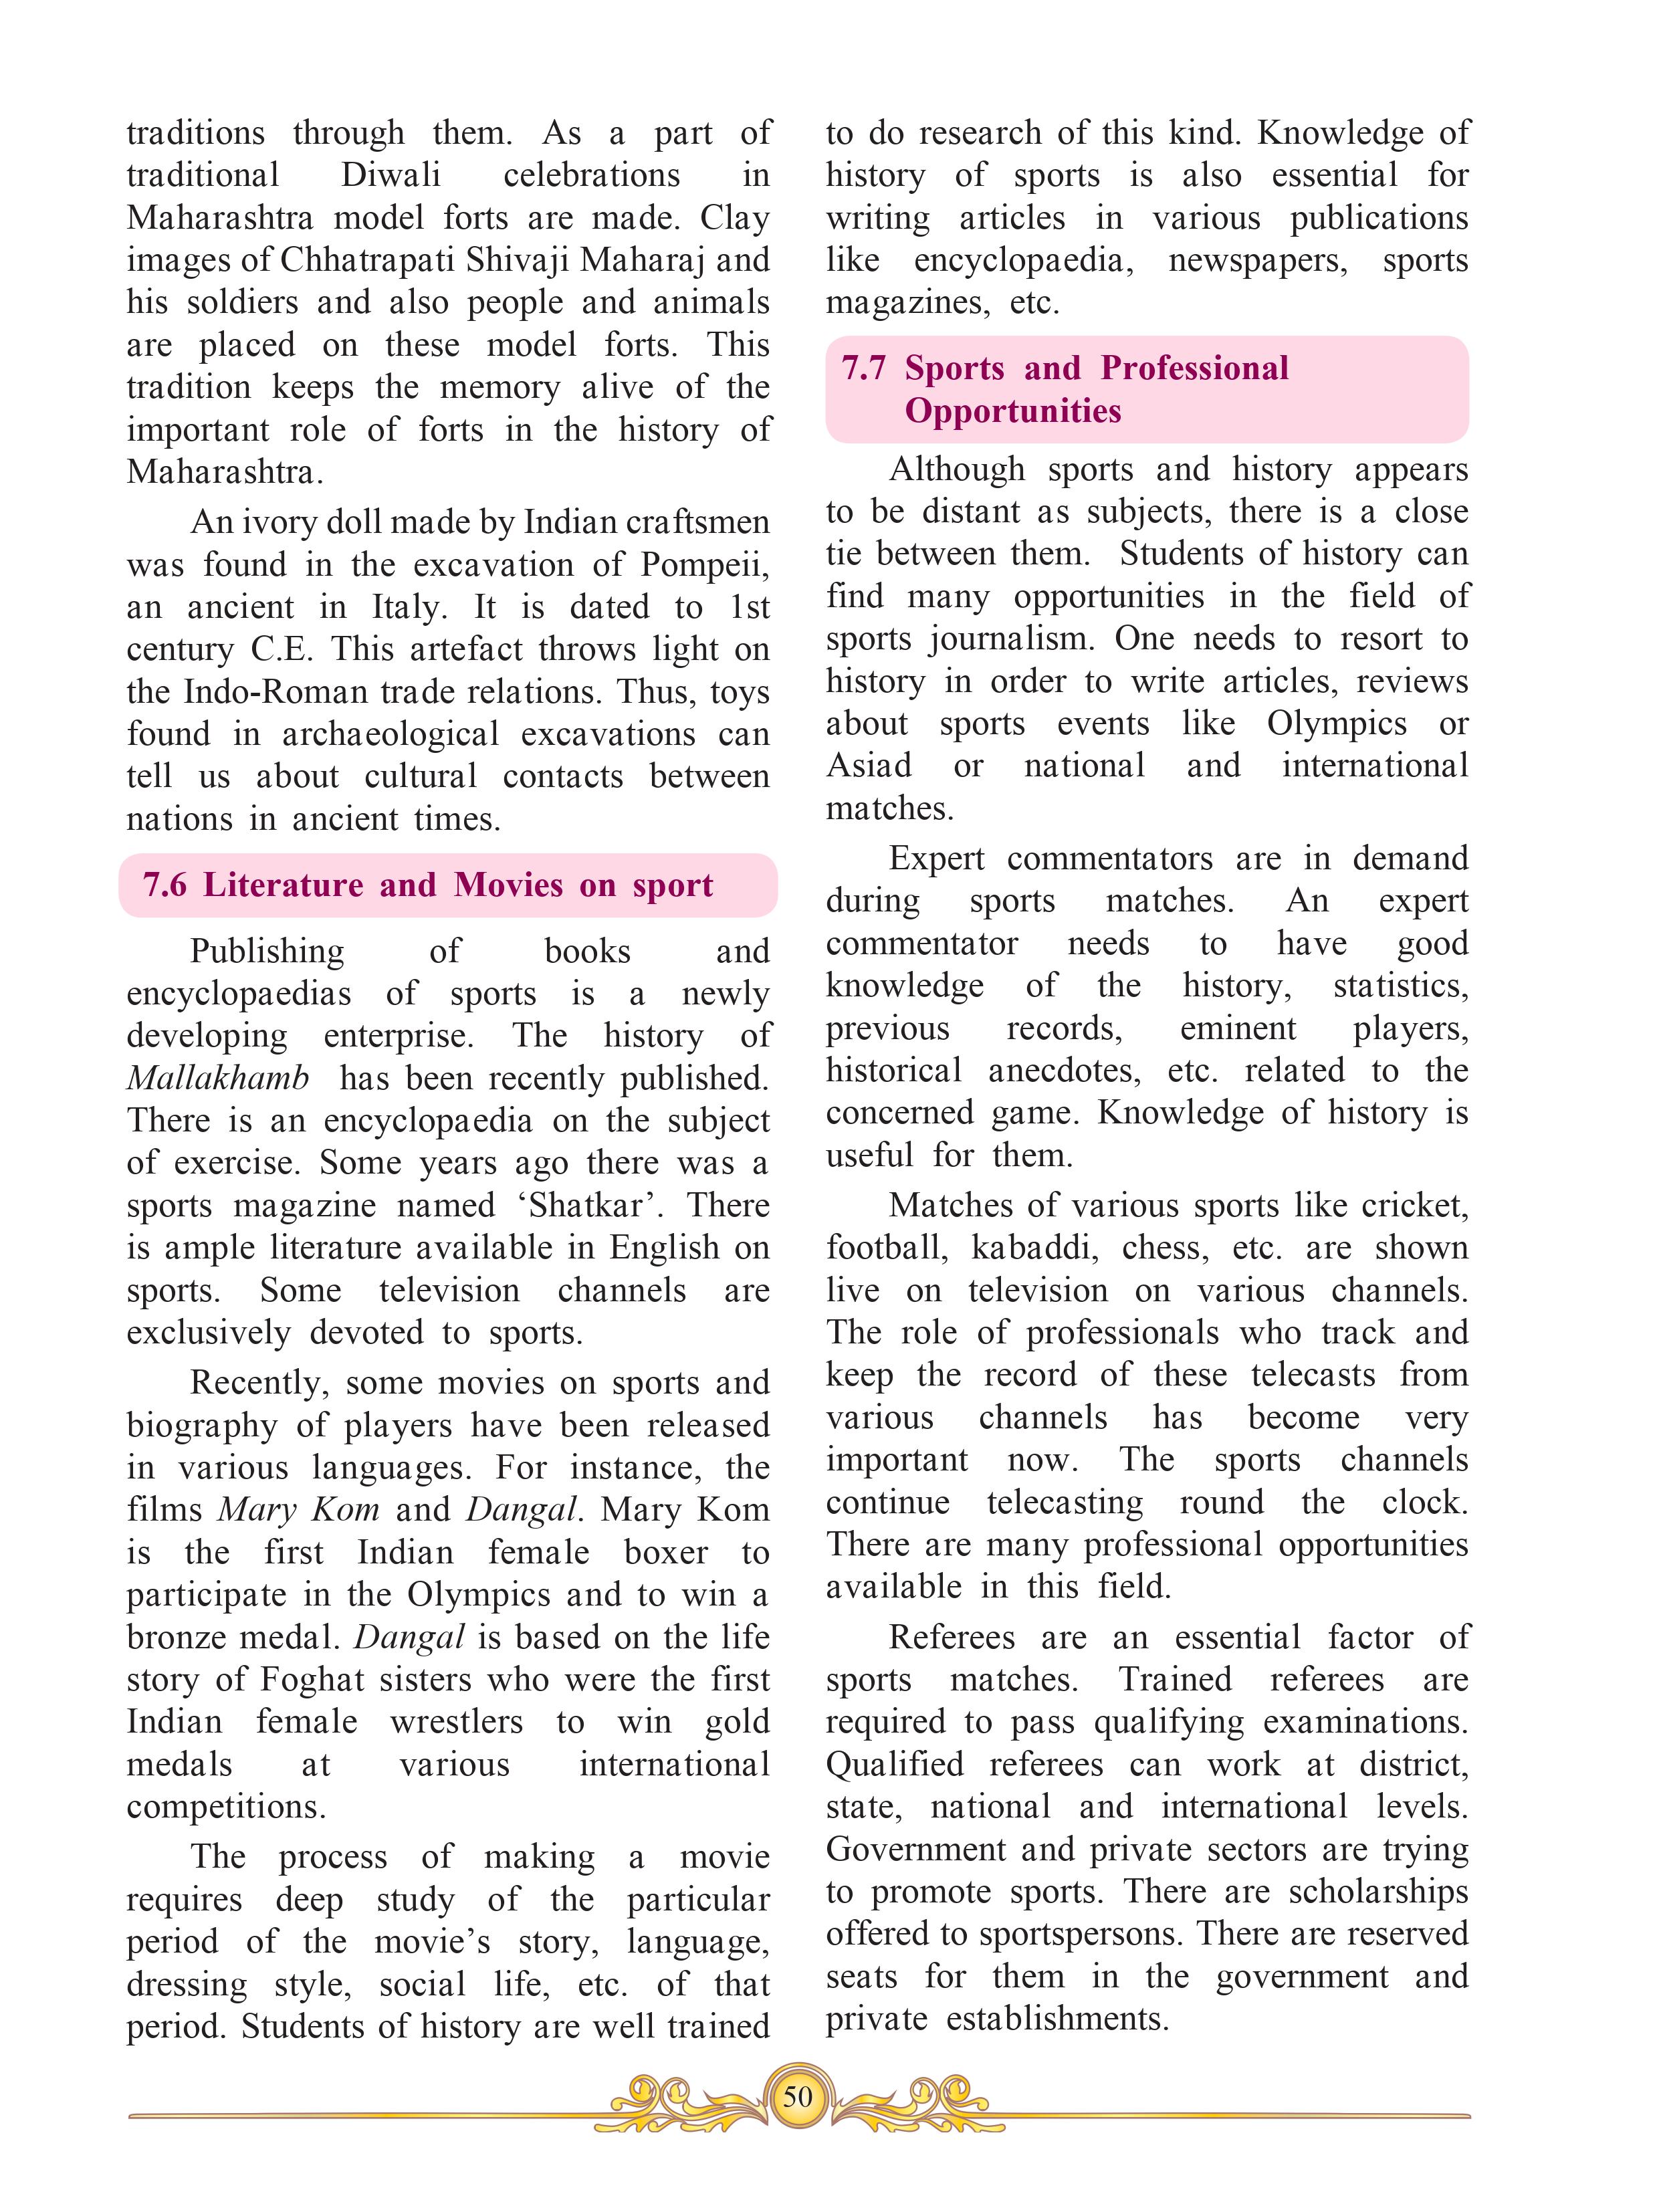 traditions through them. As a part of
traditional Diwali celebrations in
Maharashtra model forts are made. Clay
images of Chhatrapati Shivaji Maharaj and
his soldiers and also people and animals
are placed on these model forts. This
tradition keeps the memory alive of the
important role of forts in the history of
Maharashtra.
An ivory doll made by Indian craftsmen
was found in the excavation of Pompeii,
an ancient in Italy. It is dated to 1st
century C.E. This artefact throws light on
the Indo-Roman trade relations. Thus, toys
found in archaeological excavations can
tell us about cultural contacts between
nations in ancient times.
7.6 Literature and Movies on sport
Publishing of books and
encyclopaedias of sports is a newly
developing enterprise. The history of
Mallakhamb has been recently published.
There is an encyclopaedia on the subject
of exercise. Some years ago there was a
sports magazine named ‘Shatkar’. There
is ample literature available in English on
sports. Some television channels are
exclusively devoted to sports.
Recently, some movies on sports and
biography of players have been released
in various languages. For instance, the
films Mary Kom and Dangal. Mary Kom
is the first Indian female boxer to
participate in the Olympics and to win a
bronze medal. Dangal is based on the life
story of Foghat sisters who were the first
Indian female wrestlers to win gold
medals at various international
competitions.
The process of making a movie
requires deep study of the particular
period of the movie’s story, language,
dressing style, social life, etc. of that
period. Students of history are well trained
to do research of this kind. Knowledge of
history of sports is also essential for
writing articles in various publications
like encyclopaedia, newspapers, sports
magazines, etc.
7.7 Sports and Professional
Opportunities
Although sports and history appears
to be distant as subjects, there is a close
tie between them. Students of history can
find many opportunities in the field of
sports journalism. One needs to resort to
history in order to write articles, reviews
about sports events like Olympics or
Asiad or national and international
matches.
Expert commentators are in demand
during sports matches. An expert
commentator needs to have good
knowledge of the history, statistics,
previous records, eminent players,
historical anecdotes, etc. related to the
concerned game. Knowledge of history is
useful for them.
Matches of various sports like cricket,
football, kabaddi, chess, etc. are shown
live on television on various channels.
The role of professionals who track and
keep the record of these telecasts from
various channels has become very
important now. The sports channels
continue telecasting round the clock.
There are many professional opportunities
available in this field.
Referees are an essential factor of
sports matches. Trained referees are
required to pass qualifying examinations.
Qualified referees can work at district,
state, national and international levels.
Government and private sectors are trying
to promote sports. There are scholarships
offered to sportspersons. There are reserved
seats for them in the government and
private establishments.
50